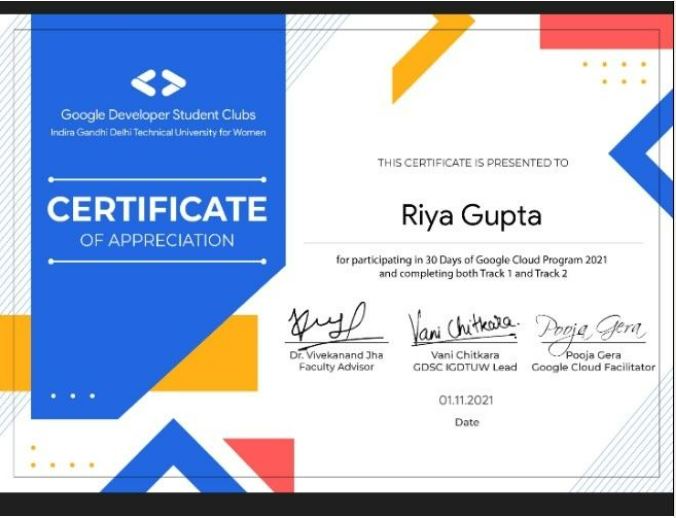 Google Developer Student Clubs
Indira Gandhi Delhi Technical University for Women
CERTIFICATE
OF APPRECIATION
THIS CERTIFICATE IS PRESENTED TO
Riya Gupta
for participating in 30 Days of Google Cloud Program 2021
and completing both Track 1 and Track 2
Vani Chitkara. Pooja Gera
Dr. Vivekanand Jha Vani Chitkara Pooja Gera
Faculty Advisor GDSC IGDTUW Lead Google Cloud Facilitator
01.11.2021
Date